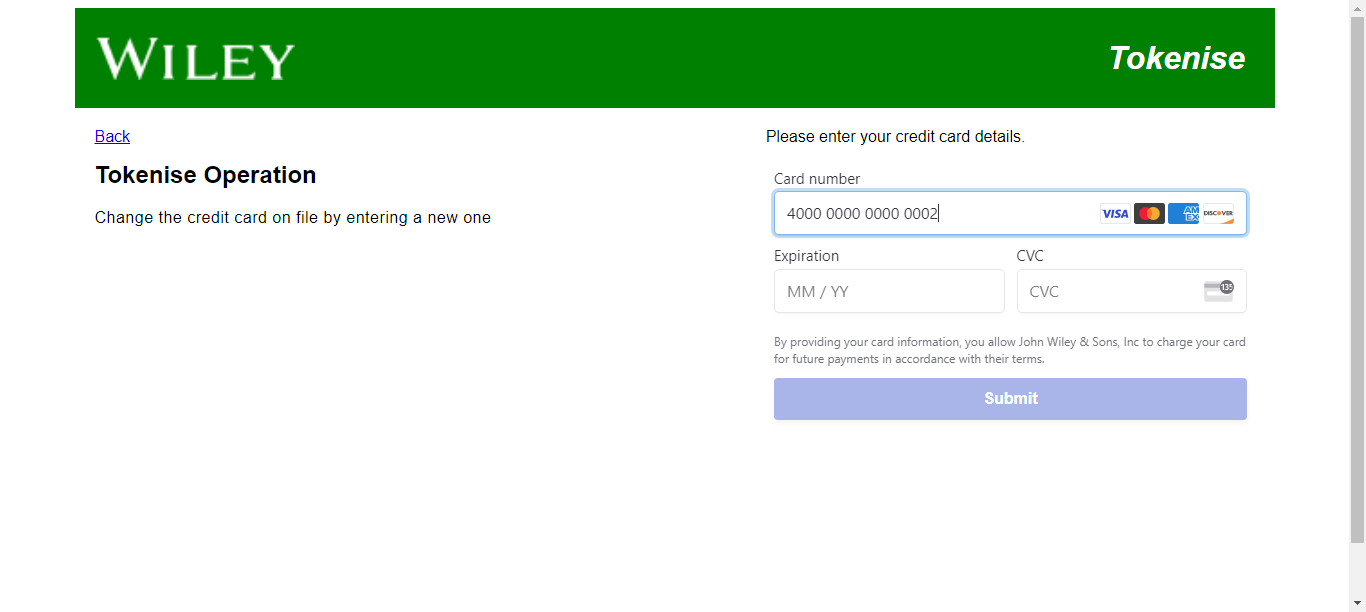 WILEY
Tokenise
Back
Tokenise Operation
Change the credit card on file by entering a new one
Please enter your credit card details.
Card number
4000 0000 0000 0002
VISA
AM
EX
DISCOVER
Expiration
CVC
MM / YY
CVC
135
By providing your card information, you allow John Wiley & Sons, Inc to charge your card
for future payments in accordance with their terms.
Submit